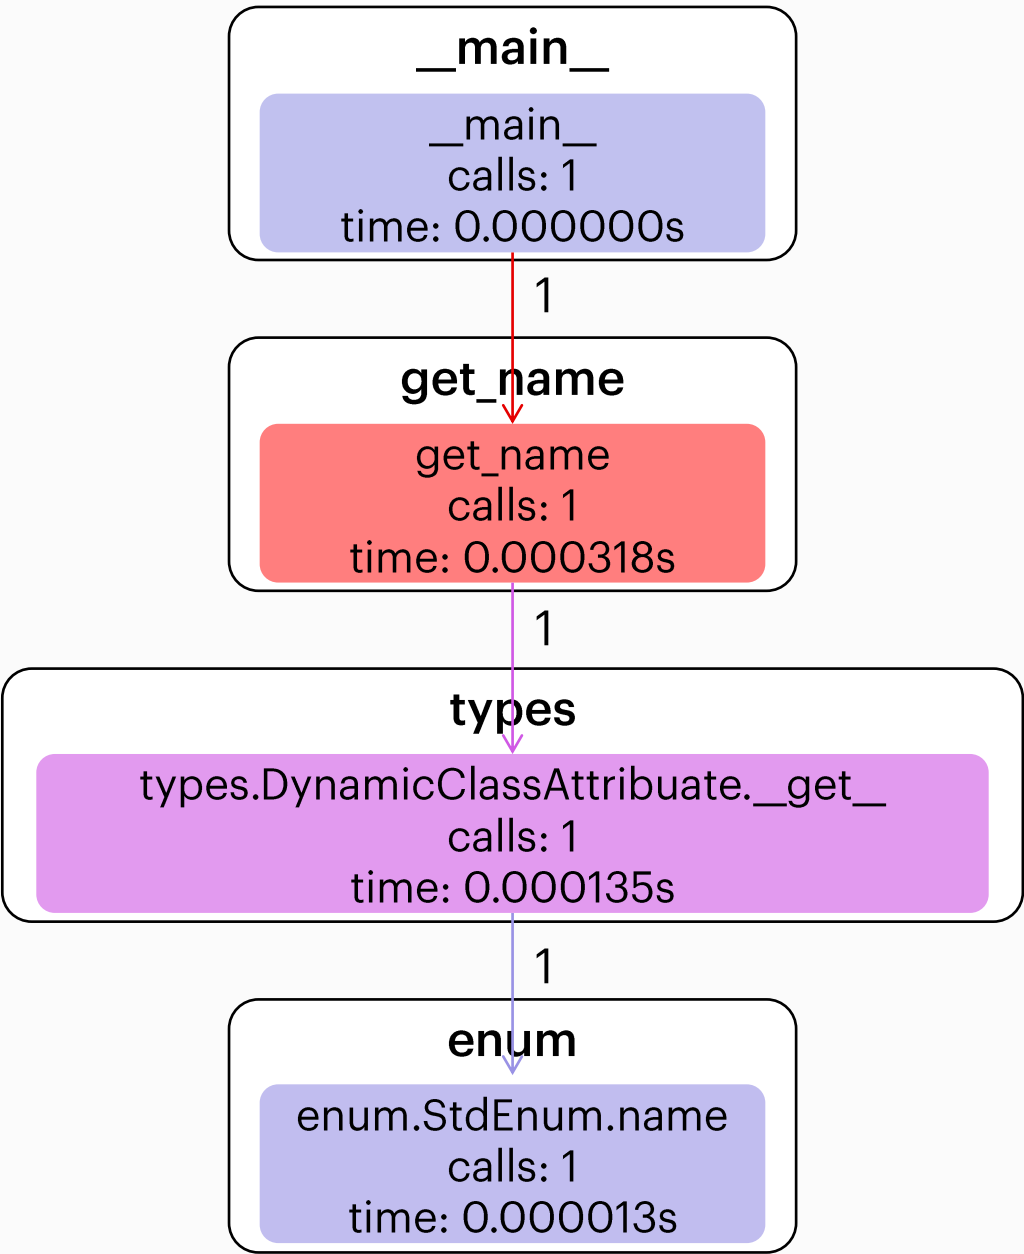 __main__
__main__
calls: 1
time: 0.000000s
1
get_name
get_name
calls: 1
time: 0.000318s
1
types
types.DynamicClassAttribuate.__get__
calls: 1
time: 0.000135s
1
enum
enum.StdEnum.name
calls: 1
time: 0.000013s